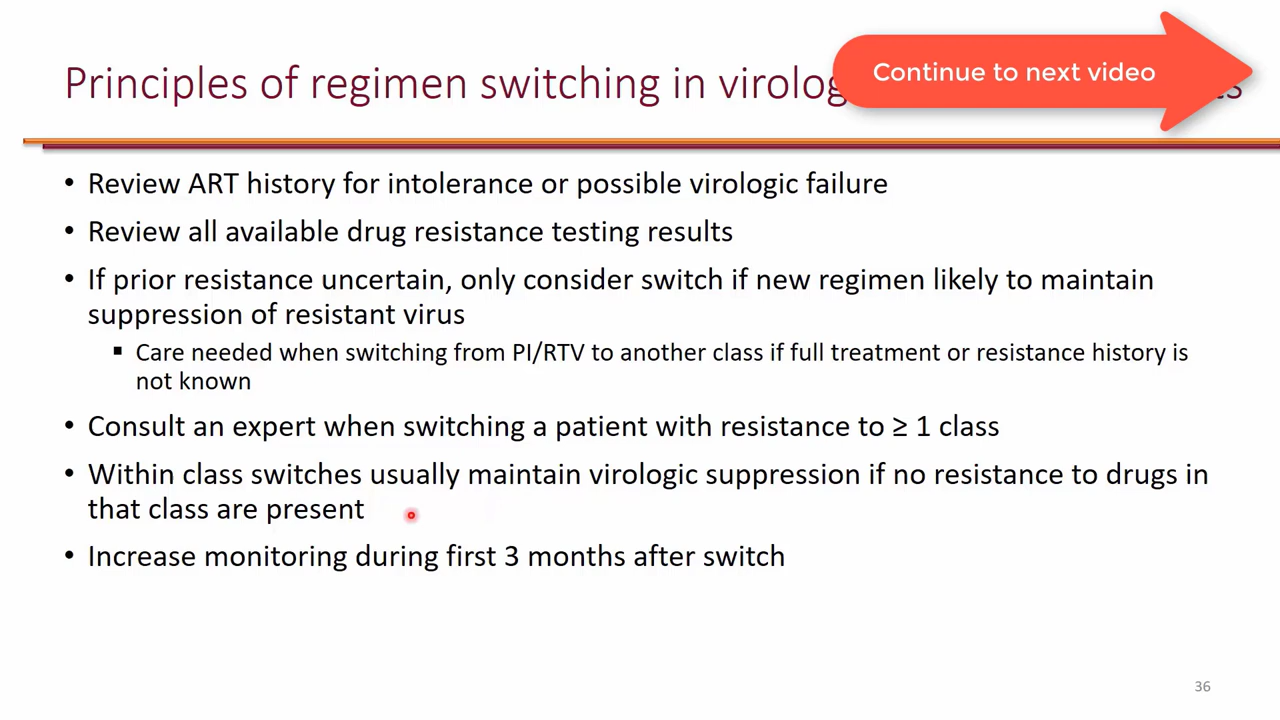 Principles of regimen switching in
Continue to next video
• Review ART history for intolerance or possible virologic failure
• Review all available drug resistance testing results
• If prior resistance uncertain, only consider switch if new regimen likely to maintain
suppression of resistant virus
▪ Care needed when switching from PI/RTV to another class if full treatment or resistance history is
not known
• Consult an expert when switching a patient with resistance to ≥ 1 class
• Within class switches usually maintain virologic suppression if no resistance to drugs in
that class are present
• Increase monitoring during first 3 months after switch
36